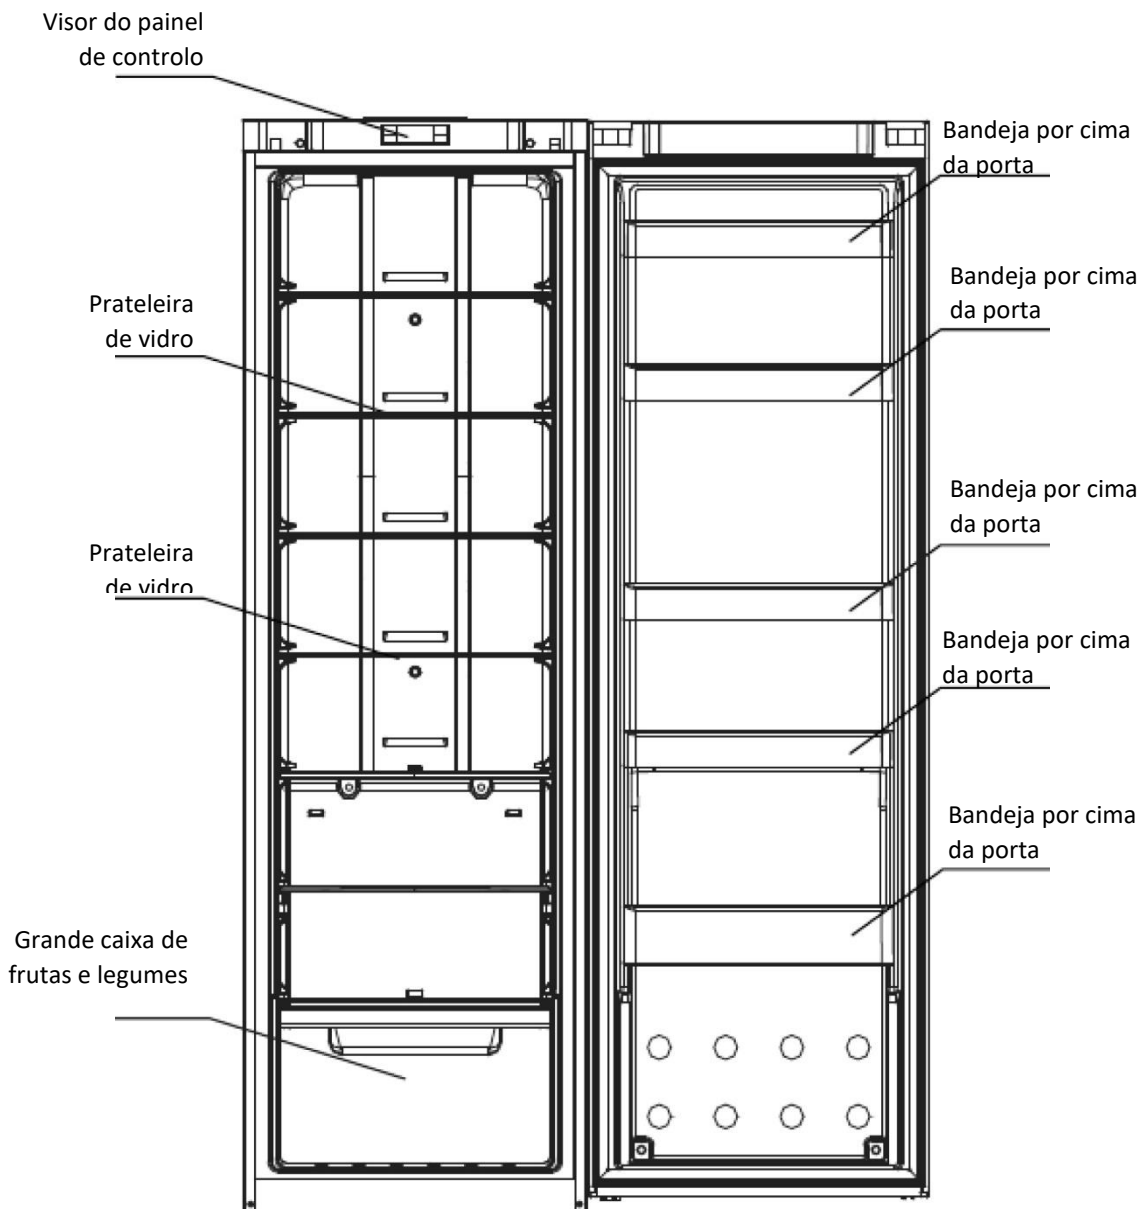 Visor do painel
de controlo
Bandeja por cima
da porta
Bandeja por cima
da porta
Prateleira
de vidro
Bandeja por cima
da porta
Prateleira
de vidro
Bandeja por cima
da porta
Bandeja por cima
da porta
Grande caixa de
frutas e legumes